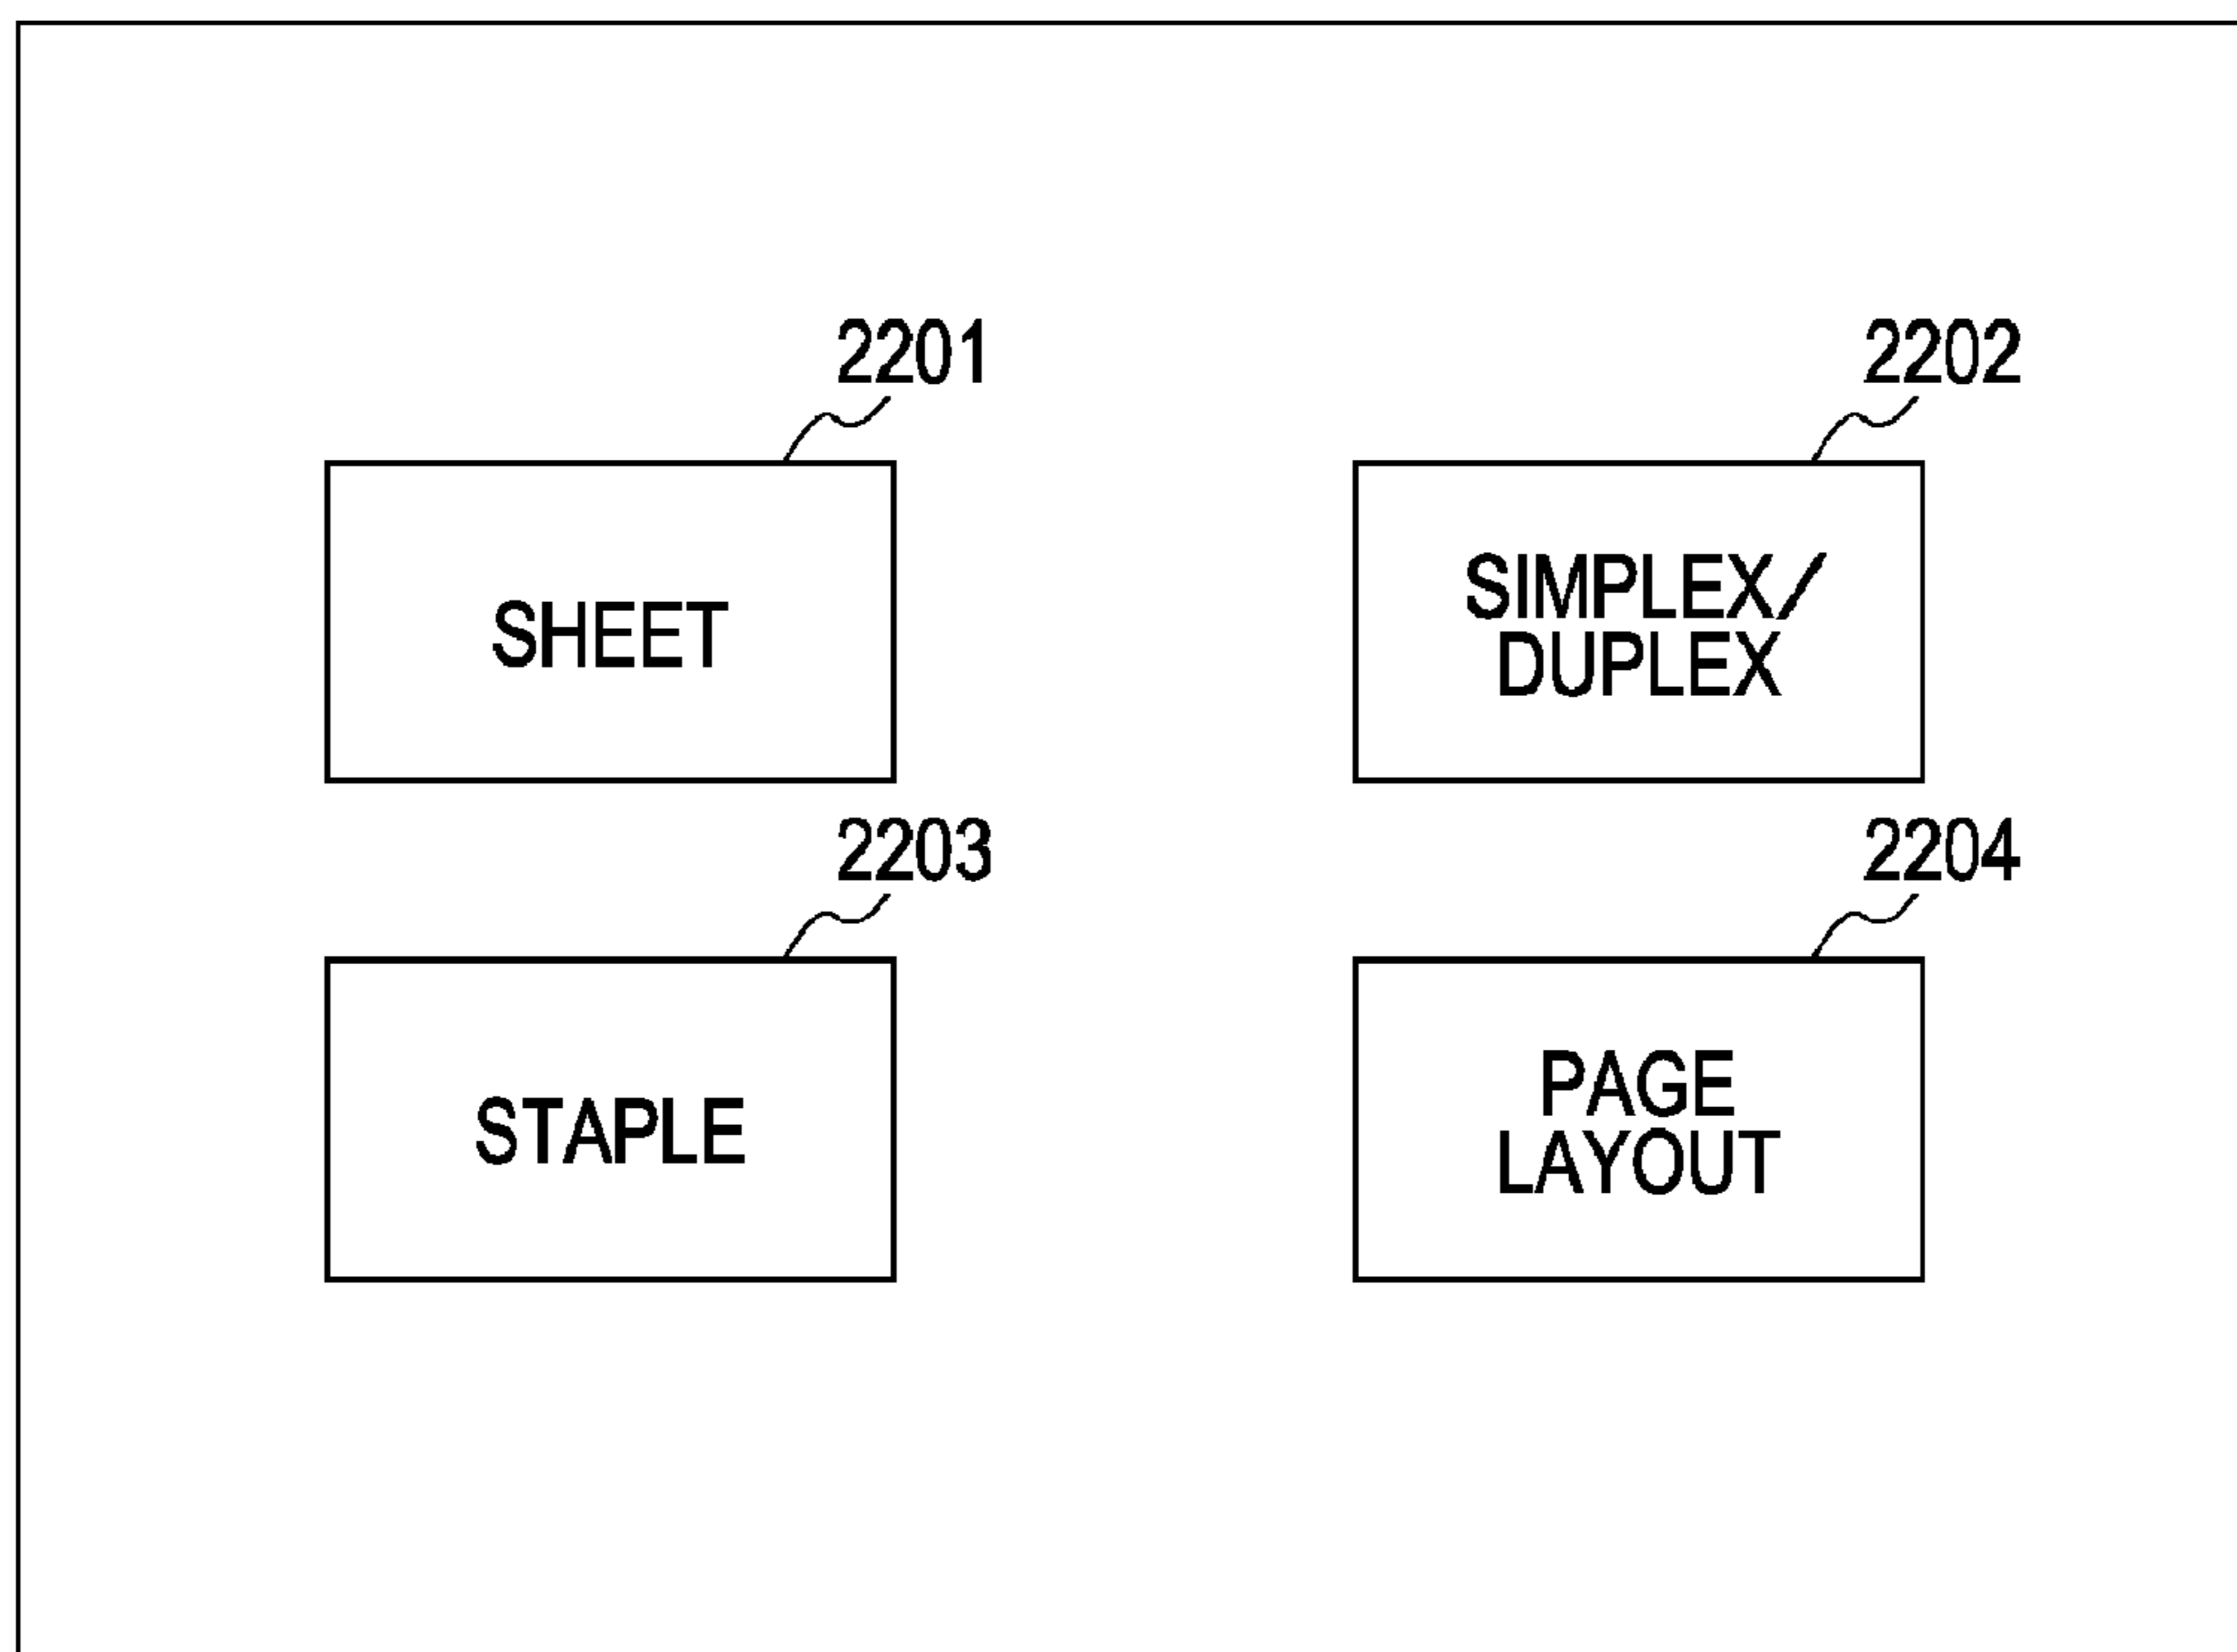 2201
2202
SHEET
SIMPLEX/
DUPLEX
2203
2204
STAPLE
PAGE
LAYOUT